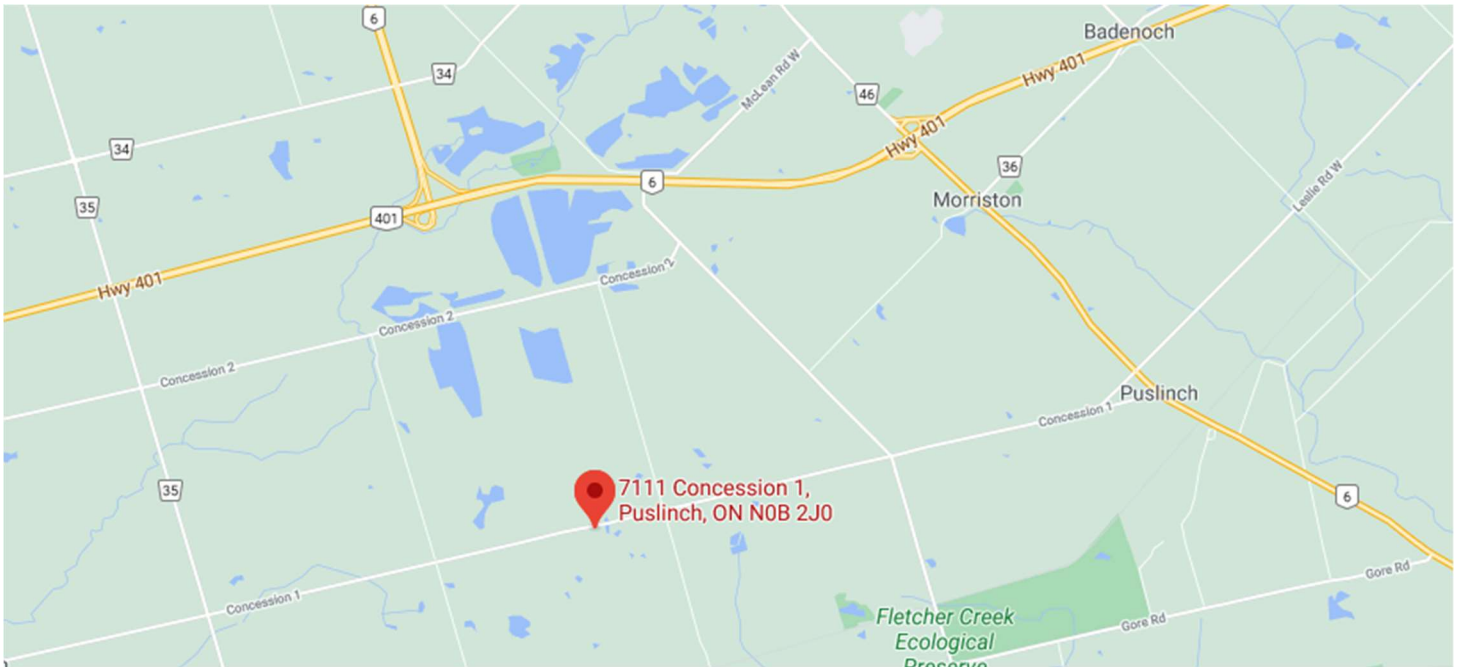 6
34
Badenoch
Hwy 401
McLean Rd W
46
34
Hwy 401
36
6
Leslie Rd W
35
Morriston
401
Hwy 401
Concession 2
Concession 2
Concession 2
Puslinch
Concession 1
35
7111 Concession 1,
Puslinch, ON N0B 2J0
6
Gore Rd
Concession 1
Fletcher Creek
Ecological
Preserve
Gore Rd